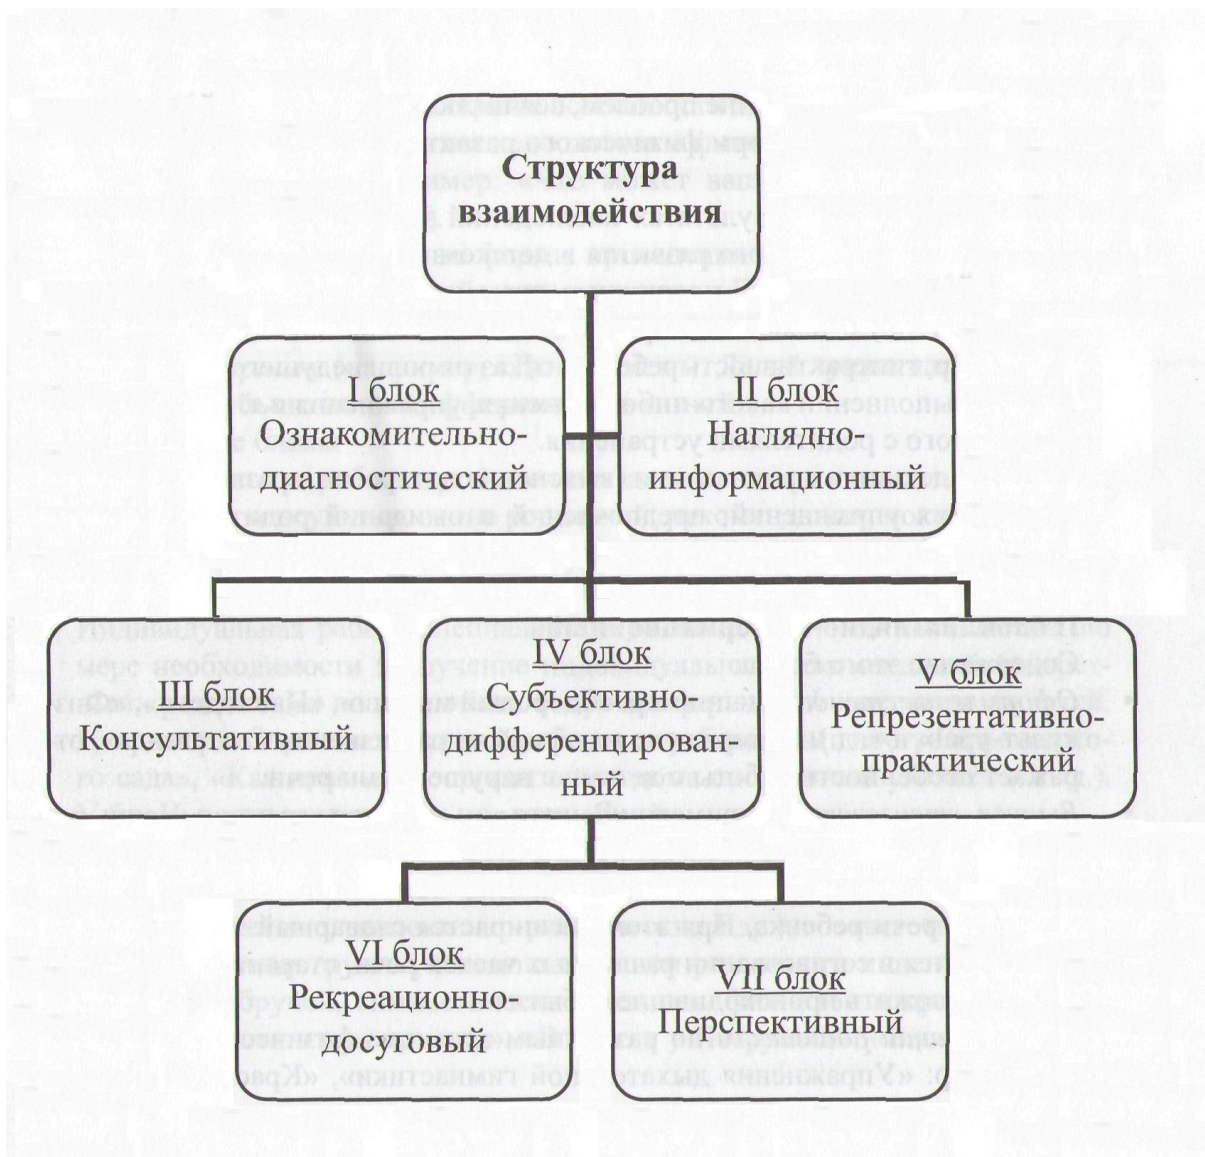 Структура
взаимодействия
I блок
Ознакомительно-
диагностический
II блок
Наглядно-
информационный
III блок
Консультативный
IV блок
Субъективно-
дифференцирован-
ный
V блок
Репрезентативно-
практический
VI блок
Рекреационно-
досуговый
VII блок
Перспективный